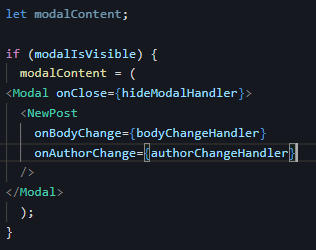 let modalContent;
if (modalIsVisible) {
modalContent = (
<Modal onClose={hideModalHandler}>
<NewPost
onBodyChange={bodyChangeHandler}
onAuthorChange={authorChangeHandler}
/>
</Modal>
);
}